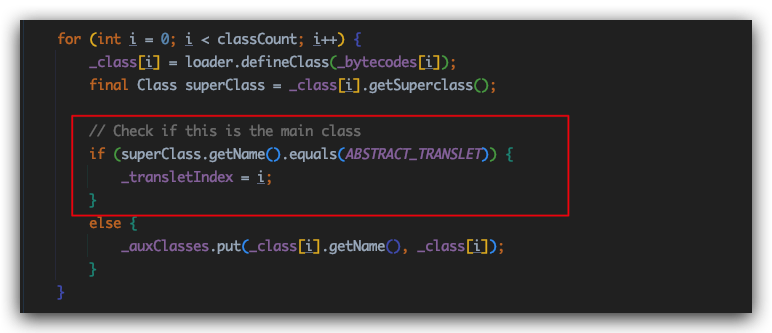 for (int i = 0; i < classCount; i++) {
_class[i] = loader.defineClass(_bytecodes[i]);
final Class superClass = _class[i].getSuperclass();
// Check if this is the main class
if (superClass.getName().equals(ABSTRACT_TRANSLET)) {
_transletIndex = i;
}
else {
_auxClasses.put(_class[i].getName(), _class[i]);
}
}